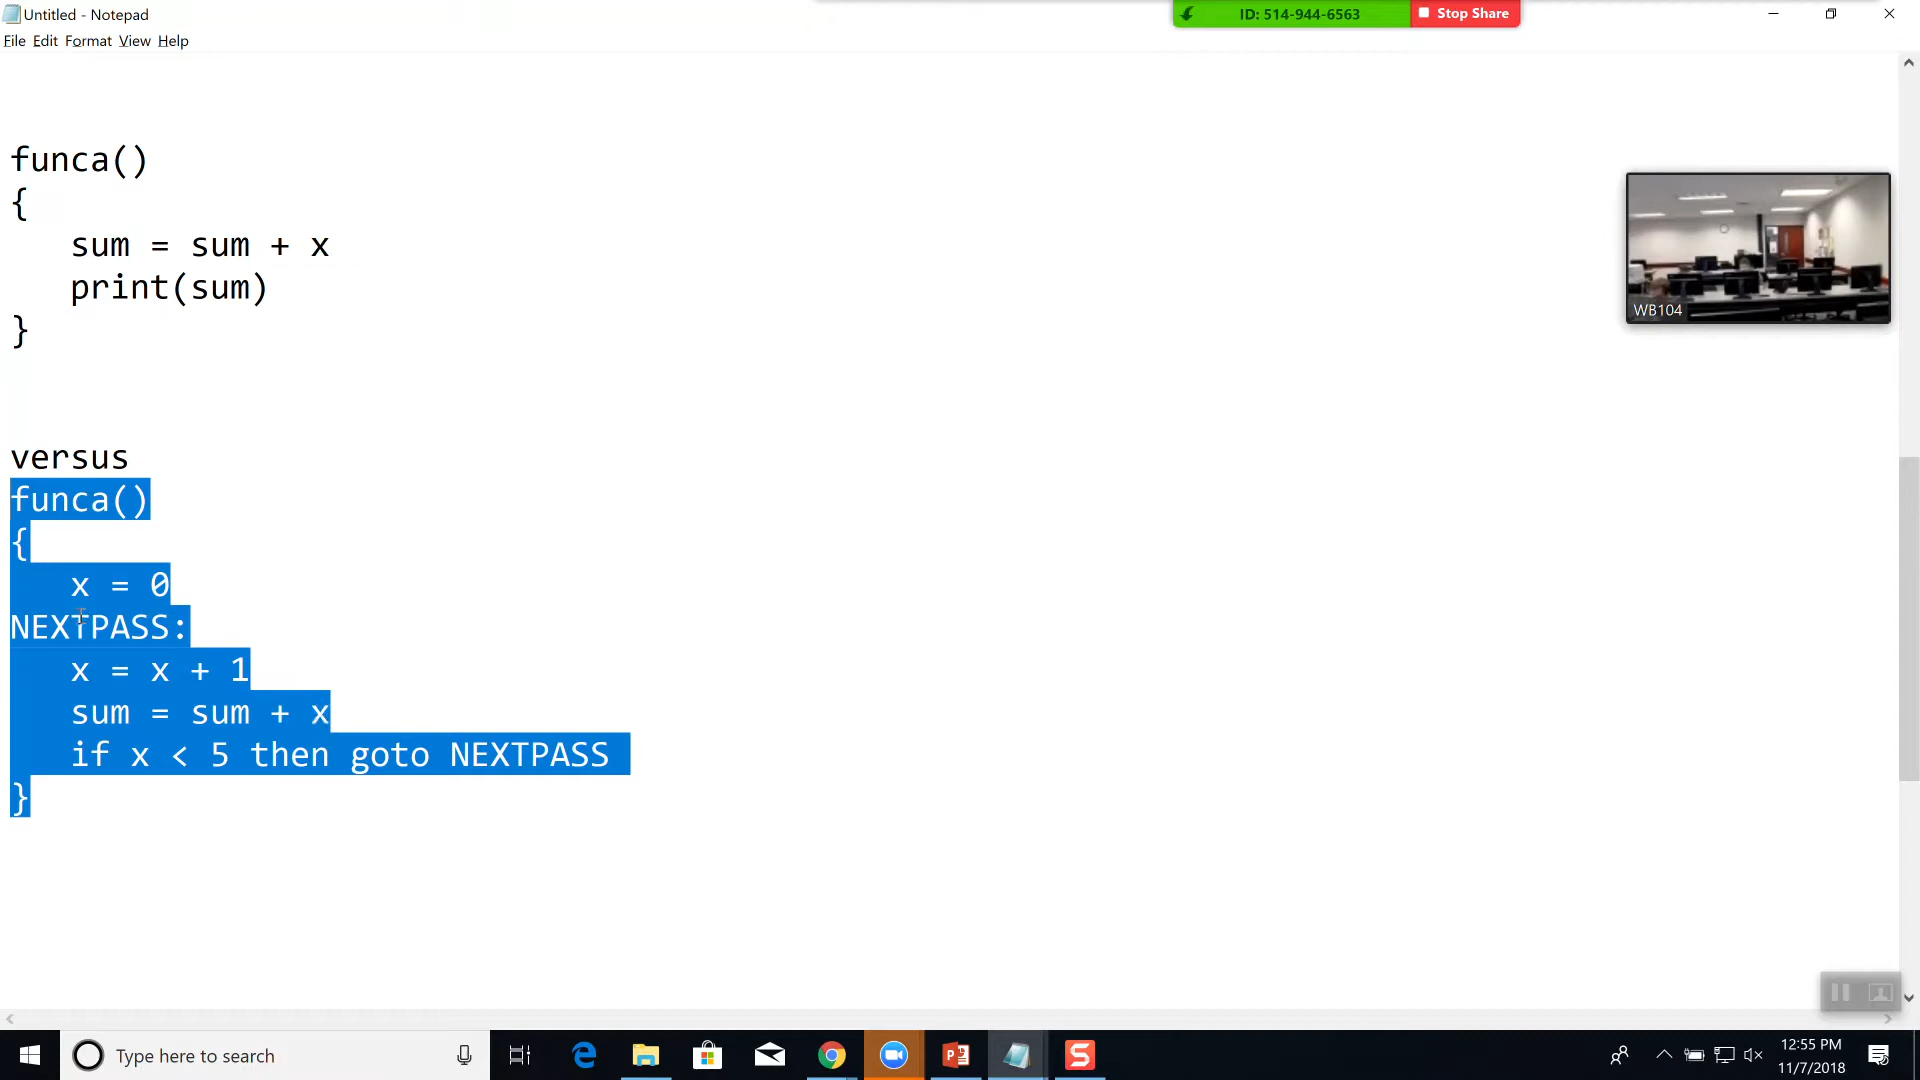 Untitled - Notepad
ID: 514-944-6563
Stop Share
File Edit Format View Help
funca()
{
   sum = sum + x
   print(sum)
}
WB104
versus
funca()
{
   x = 0
NEXTPASS:
   x = x + 1
   sum = sum + x
   if x < 5 then goto NEXTPASS
}
Type here to search
12:55 PM
11/7/2018